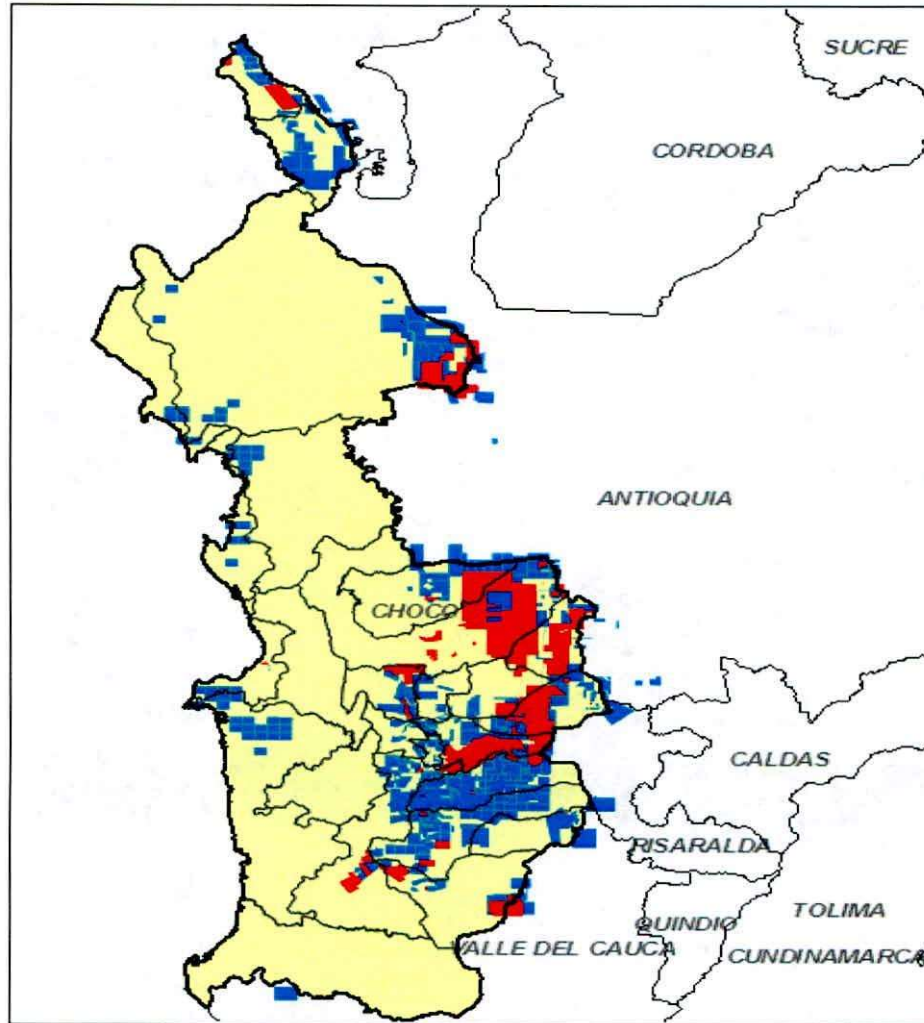 SUCRE
CORDOBA
ANTIOQUIA
CHOCO
CALDAS
RISARALDA
QUINDIO
TOLIMA
VALLE DEL CAUCA
CUNDINAMARCA